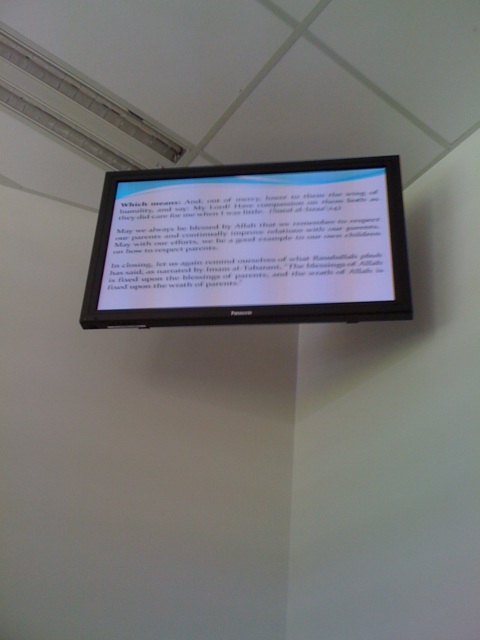 Which means: And, out of mercy, lower to them the wing of
humility, and say: My Lord! Have compassion on them both as
they did care for me when I was little. (Surd al-Isra:24)
May we always be blessed by Allah that we remember to respect
our parents and continually improve relations with our parents,
May with our efforts, we be a good example to our own children
on how to respect parents.
In closing, let us again remind ourselves of what Rasulullah pbuh
has said, as narrated by Imam al-Tabarani; "The blessings of Allah
is fixed upon the blessings of parents, and the wrath of Allah is
fixed upon the wrath of parents."
Panasonic